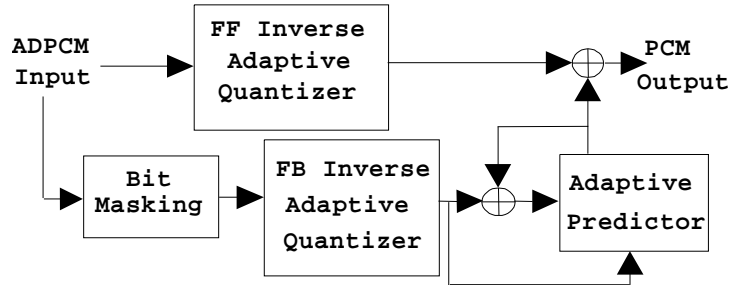 ADPCM
Input
FF Inverse
Adaptive
Quantizer
PCM
Output
Bit
Masking
FB Inverse
Adaptive
Quantizer
Adaptive
Predictor